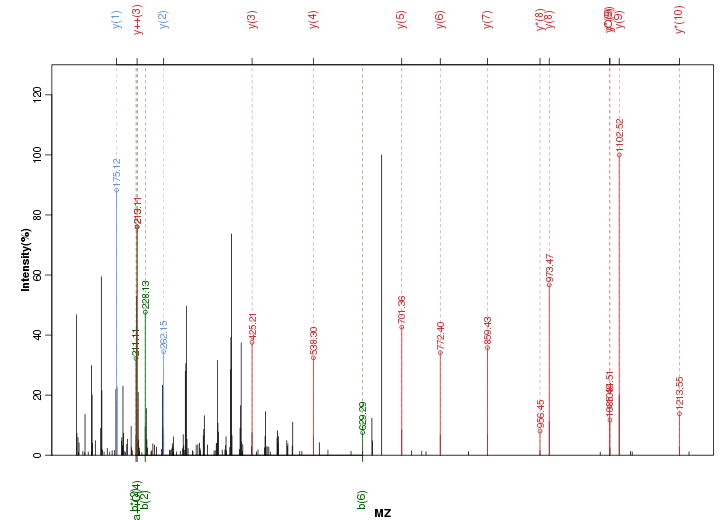 y(1)
y++(3)
y(2)
y(3)
y(4)
y(5)
y(6)
y(7)
y*(8)
y(8)
y(9)
y*(10)
Intensity(%)
0
20
40
60
80
100
120
175.12
211.11
213.11
228.13
262.15
425.21
538.30
629.29
701.36
772.40
859.43
956.45
973.47
1102.52
1213.55
b(2)
b(6)
MZ